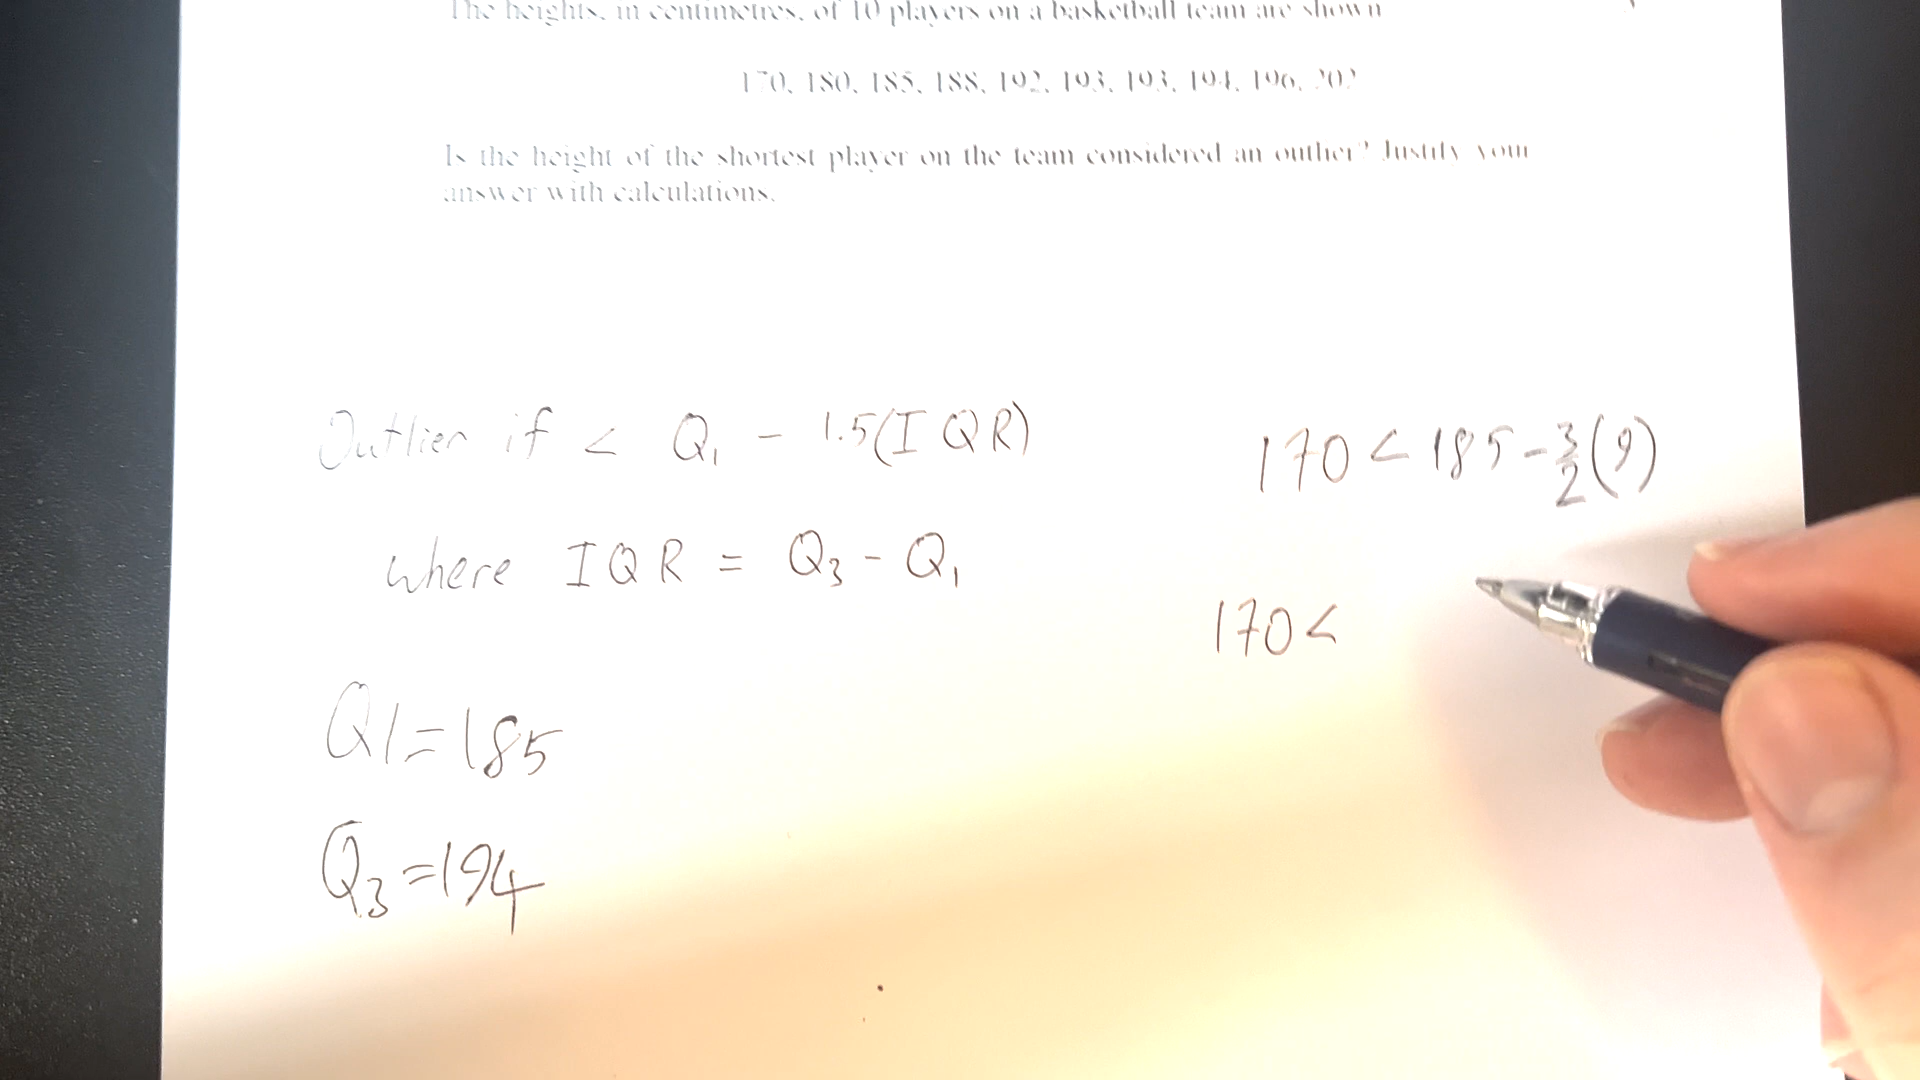 The heights, in centimetres, of 10 players on a basketball team are shown
170, 180, 185, 188, 192, 193, 193, 194, 196, 202
Is the height of the shortest player on the team considered an outlier? Justify your
answer with calculations.
Outlier if < Q₁ - 1.5(IQR)
where IQR = Q₃ - Q₁
Q1=185
Q₃=194
170 < 185 - 3/2(9)
170 <